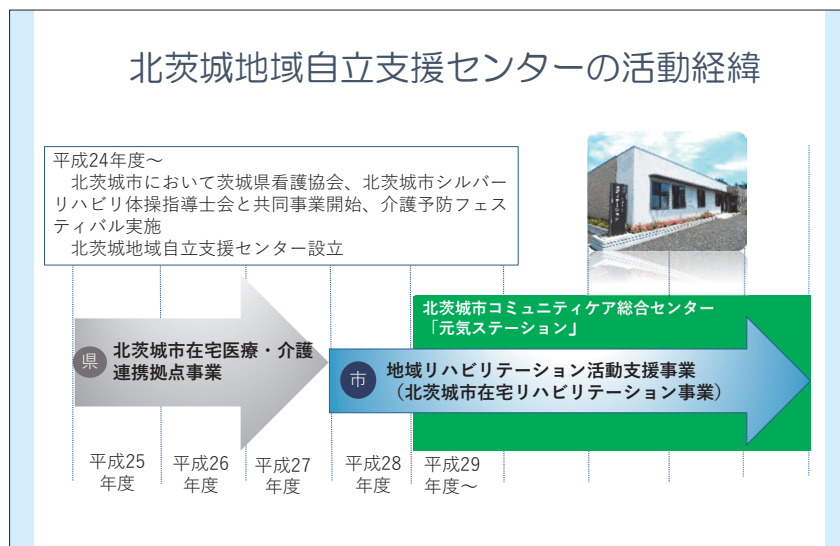 北茨城地域自立支援センターの活動経緯
平成24年度～
北茨城市において茨城県看護協会、北茨城市シルバー
リハビリ体操指導士会と共同事業開始、介護予防フェス
ティバル実施
北茨城地域自立支援センター設立
北茨城市コミュニティケア総合センター
「元気ステーション」
県
北茨城市在宅医療・介護
連携拠点事業
市
地域リハビリテーション活動支援事業
（北茨城市在宅リハビリテーション事業）
平成25
年度
平成26
年度
平成27
年度
平成28
年度
平成29
年度～